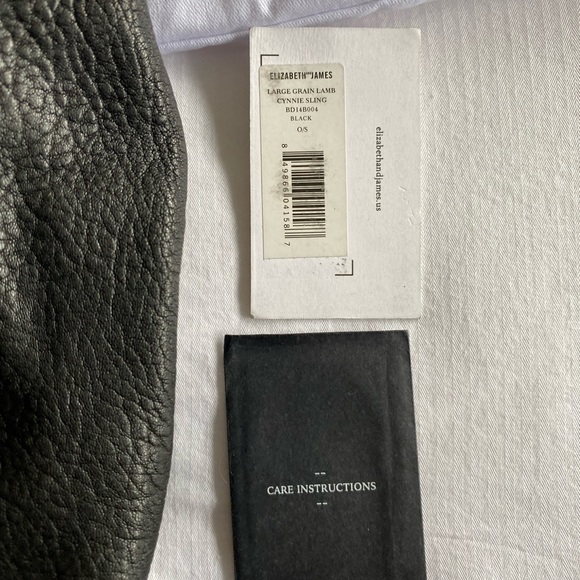 ELIZABETH AND JAMES
LARGE GRAIN LAMB
CYNNIE SLING
BD14B004
BLACK
O/S
8 49866 04158 7
elizabethandjames.us
--
CARE INSTRUCTIONS
--